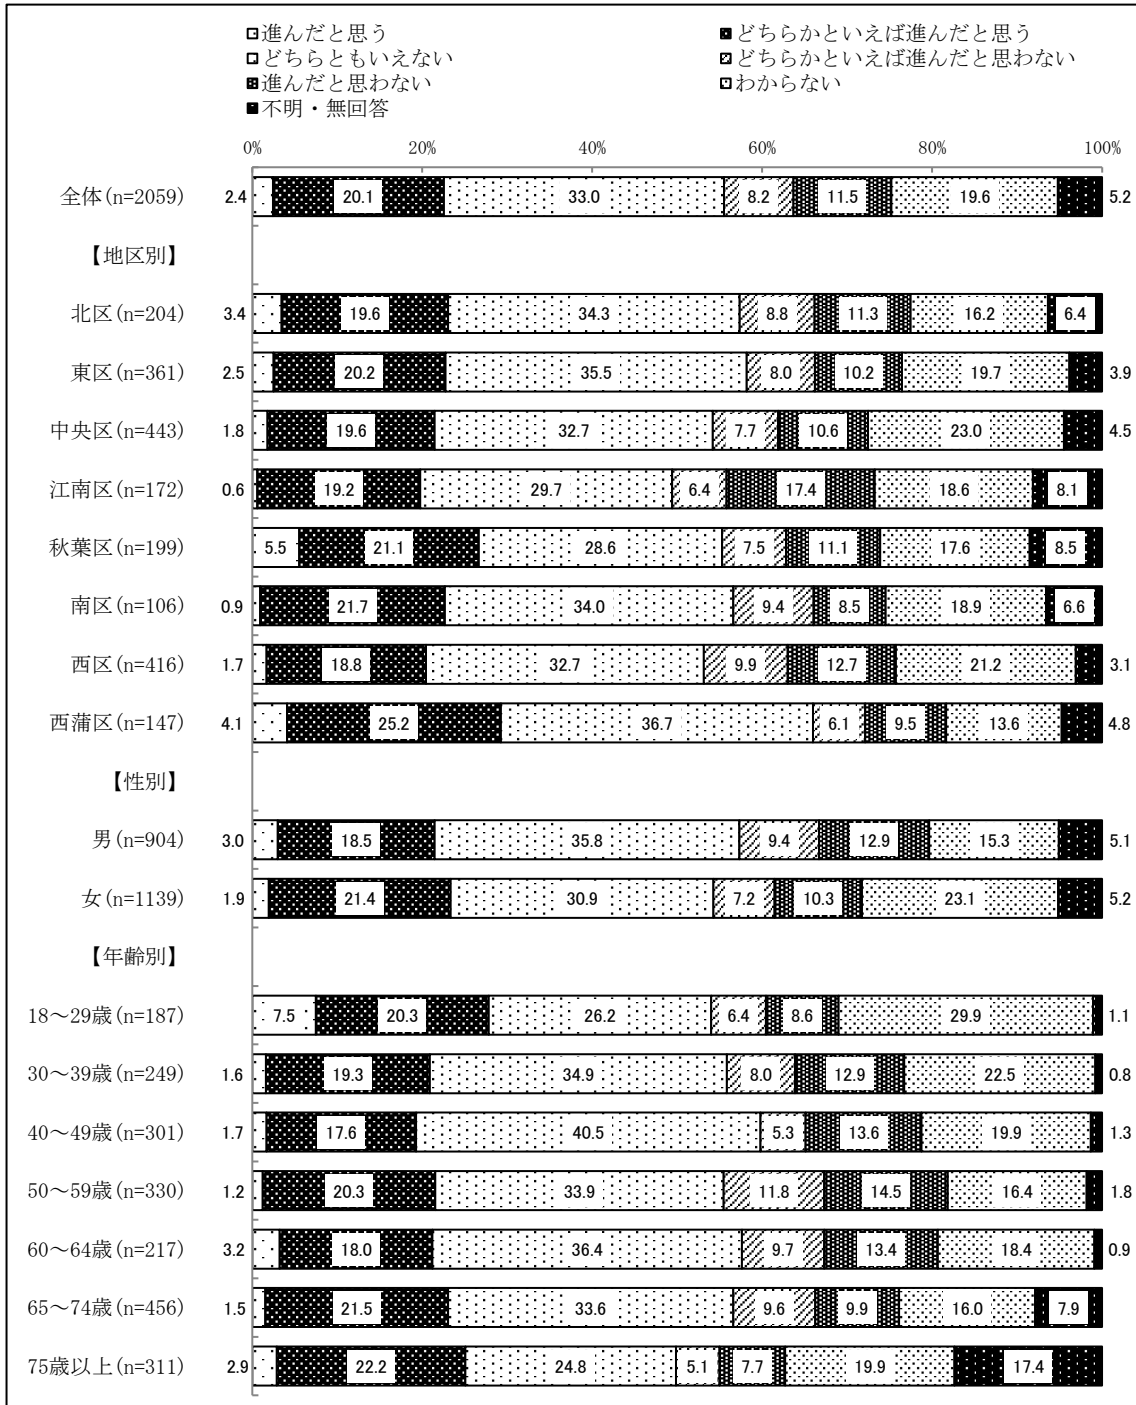 進んだと思う どちらかといえば進んだと思う
どちらともいえない どちらかといえば進んだと思わない
進んだと思わない わからない
不明・無回答
0% 20% 40% 60% 80% 100%
全体(n=2059) 2.4 20.1 33.0 8.2 11.5 19.6 5.2
【地区別】
北区(n=204) 3.4 19.6 34.3 8.8 11.3 16.2 6.4
東区(n=361) 2.5 20.2 35.5 8.0 10.2 19.7 3.9
中央区(n=443) 1.8 19.6 32.7 7.7 10.6 23.0 4.5
江南区(n=172) 0.6 19.2 29.7 6.4 17.4 18.6 8.1
秋葉区(n=199) 5.5 21.1 28.6 7.5 11.1 17.6 8.5
南区(n=106) 0.9 21.7 34.0 9.4 8.5 18.9 6.6
西区(n=416) 1.7 18.8 32.7 9.9 12.7 21.2 3.1
西蒲区(n=147) 4.1 25.2 36.7 6.1 9.5 13.6 4.8
【性別】
男(n=904) 3.0 18.5 35.8 9.4 12.9 15.3 5.1
女(n=1139) 1.9 21.4 30.9 7.2 10.3 23.1 5.2
【年齢別】
18～29歳(n=187) 7.5 20.3 26.2 6.4 8.6 29.9 1.1
30～39歳(n=249) 1.6 19.3 34.9 8.0 12.9 22.5 0.8
40～49歳(n=301) 1.7 17.6 40.5 5.3 13.6 19.9 1.3
50～59歳(n=330) 1.2 20.3 33.9 11.8 14.5 16.4 1.8
60～64歳(n=217) 3.2 18.0 36.4 9.7 13.4 18.4 0.9
65～74歳(n=456) 1.5 21.5 33.6 9.6 9.9 16.0 7.9
75歳以上(n=311) 2.9 22.2 24.8 5.1 7.7 19.9 17.4